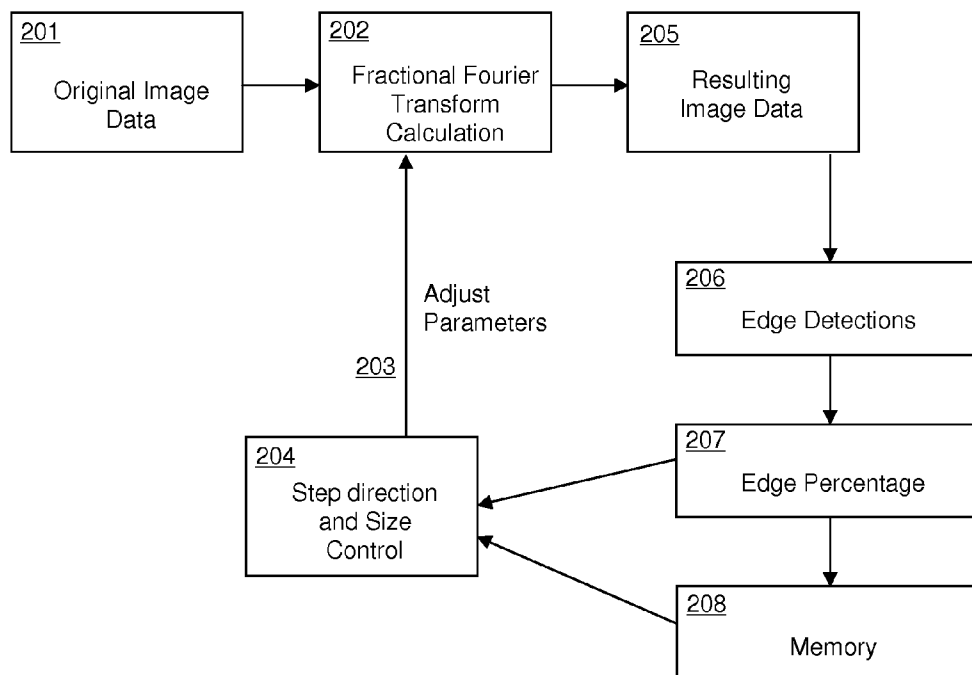 201
Original Image
Data
202
Fractional Fourier
Transform
Calculation
205
Resulting
Image Data
206
Edge Detections
Adjust
Parameters
203
207
Edge Percentage
204
Step direction
and Size
Control
208
Memory